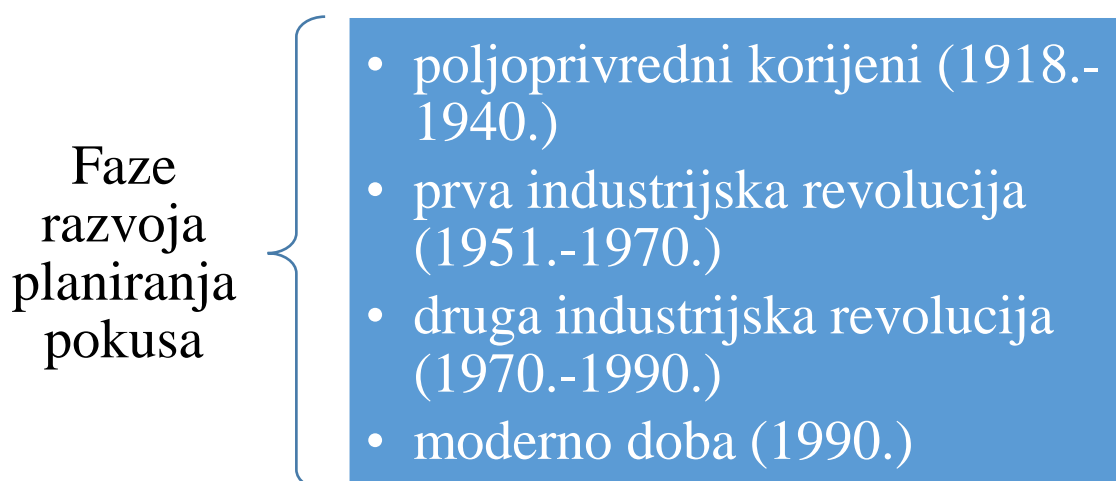 Faze
razvoja
planiranja
pokusa
• poljoprivredni korijeni (1918.-
1940.)
• prva industrijska revolucija
(1951.-1970.)
• druga industrijska revolucija
(1970.-1990.)
• moderno doba (1990.)